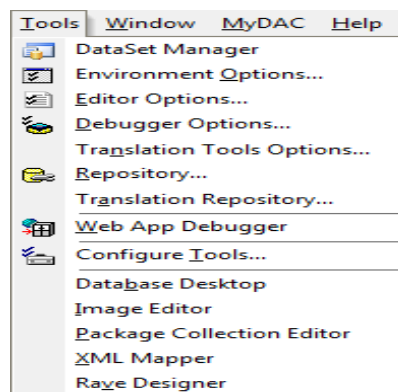 Tools Window MyDAC Help
DataSet Manager
Environment Options...
Editor Options...
Debugger Options...
Translation Tools Options...
Repository...
Translation Repository...
Web App Debugger
Configure Tools...
Database Desktop
Image Editor
Package Collection Editor
XML Mapper
Rave Designer